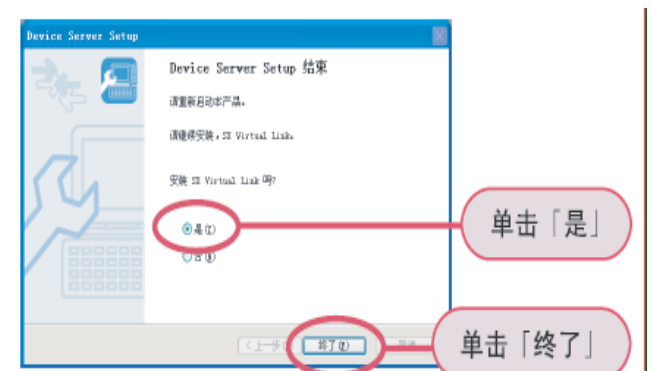 Device Server Setup
Device Server Setup 结束
请重新启动本产品。
请继续安装,SX Virtual Link。
安装 SX Virtual Link 吗?
是(Y)
否(N)
单击「是」
<上一步
终了(F)
单击「终了」